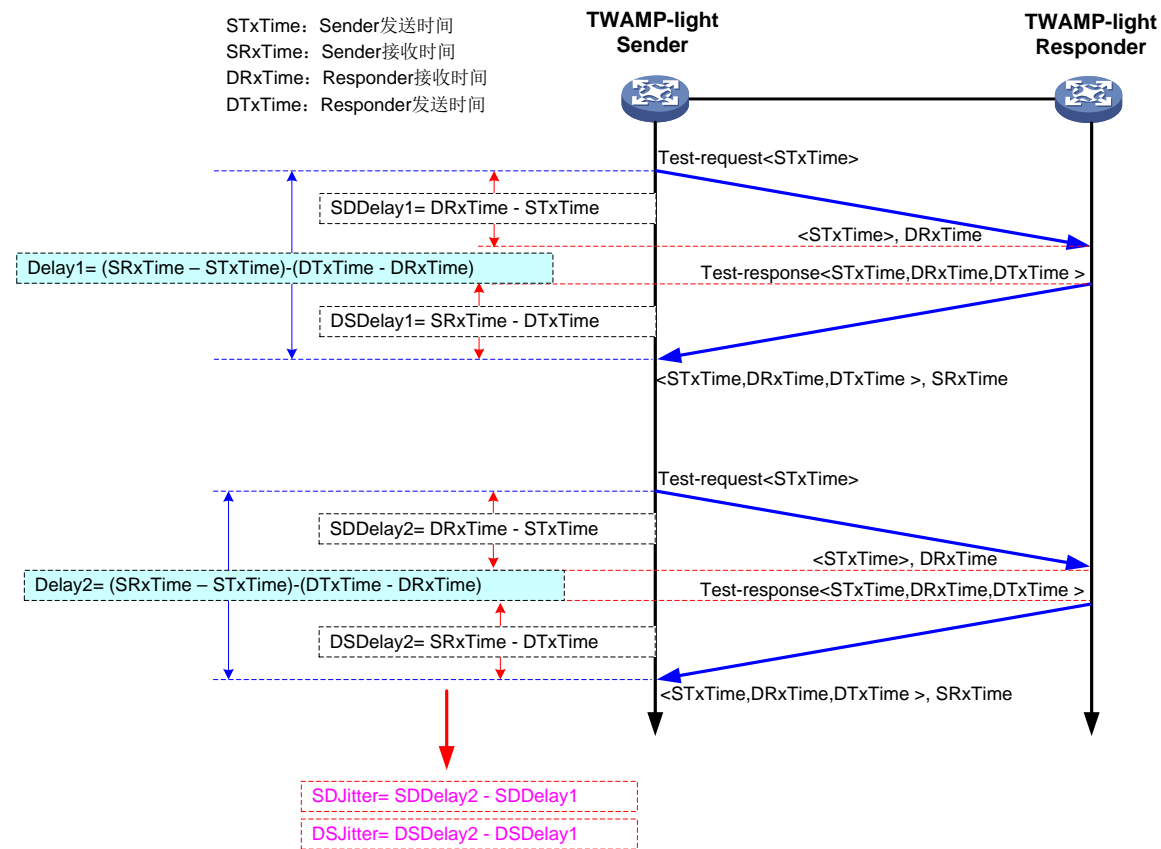 STxTime：Sender发送时间
SRxTime：Sender接收时间
DRxTime：Responder接收时间
DTxTime：Responder发送时间
TWAMP-light
Sender
TWAMP-light
Responder
Test-request<STxTime>
SDDelay1= DRxTime - STxTime
<STxTime>, DRxTime
Delay1= (SRxTime – STxTime)-(DTxTime - DRxTime)
Test-response<STxTime,DRxTime,DTxTime >
DSDelay1= SRxTime - DTxTime
<STxTime,DRxTime,DTxTime >, SRxTime
Test-request<STxTime>
SDDelay2= DRxTime - STxTime
<STxTime>, DRxTime
Delay2= (SRxTime – STxTime)-(DTxTime - DRxTime)
Test-response<STxTime,DRxTime,DTxTime >
DSDelay2= SRxTime - DTxTime
<STxTime,DRxTime,DTxTime >, SRxTime
SDJitter= SDDelay2 - SDDelay1
DSJitter= DSDelay2 - DSDelay1